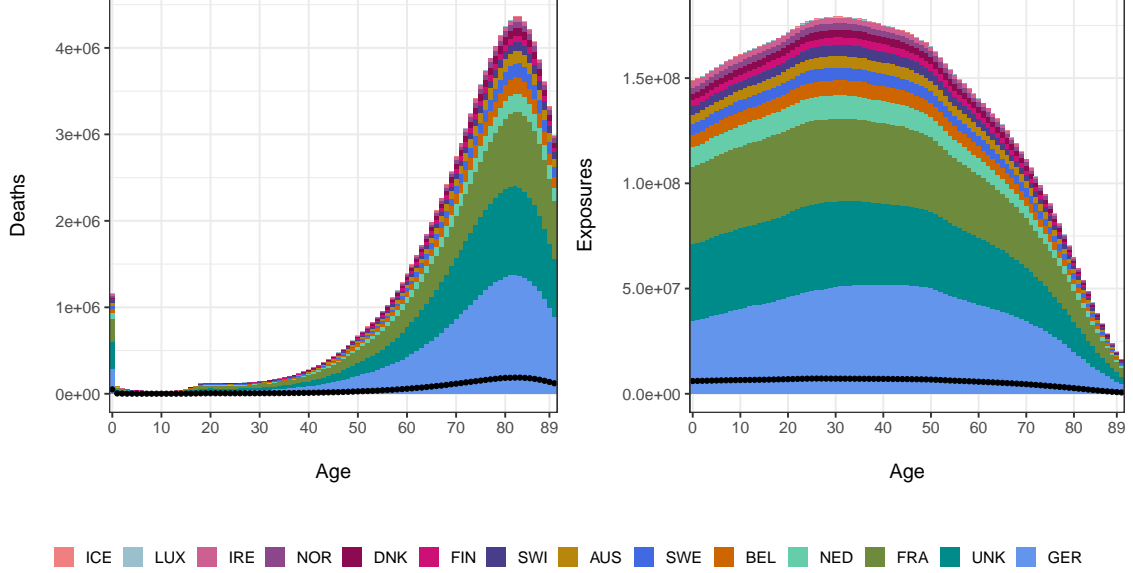 Deaths
4e+06
3e+06
2e+06
1e+06
0e+00
0 10 20 30 40 50 60 70 80 89
Age
Exposures
1.5e+08
1.0e+08
5.0e+07
0.0e+00
0 10 20 30 40 50 60 70 80 89
Age
ICE LUX IRE NOR DNK FIN SWI AUS SWE BEL NED FRA UNK GER